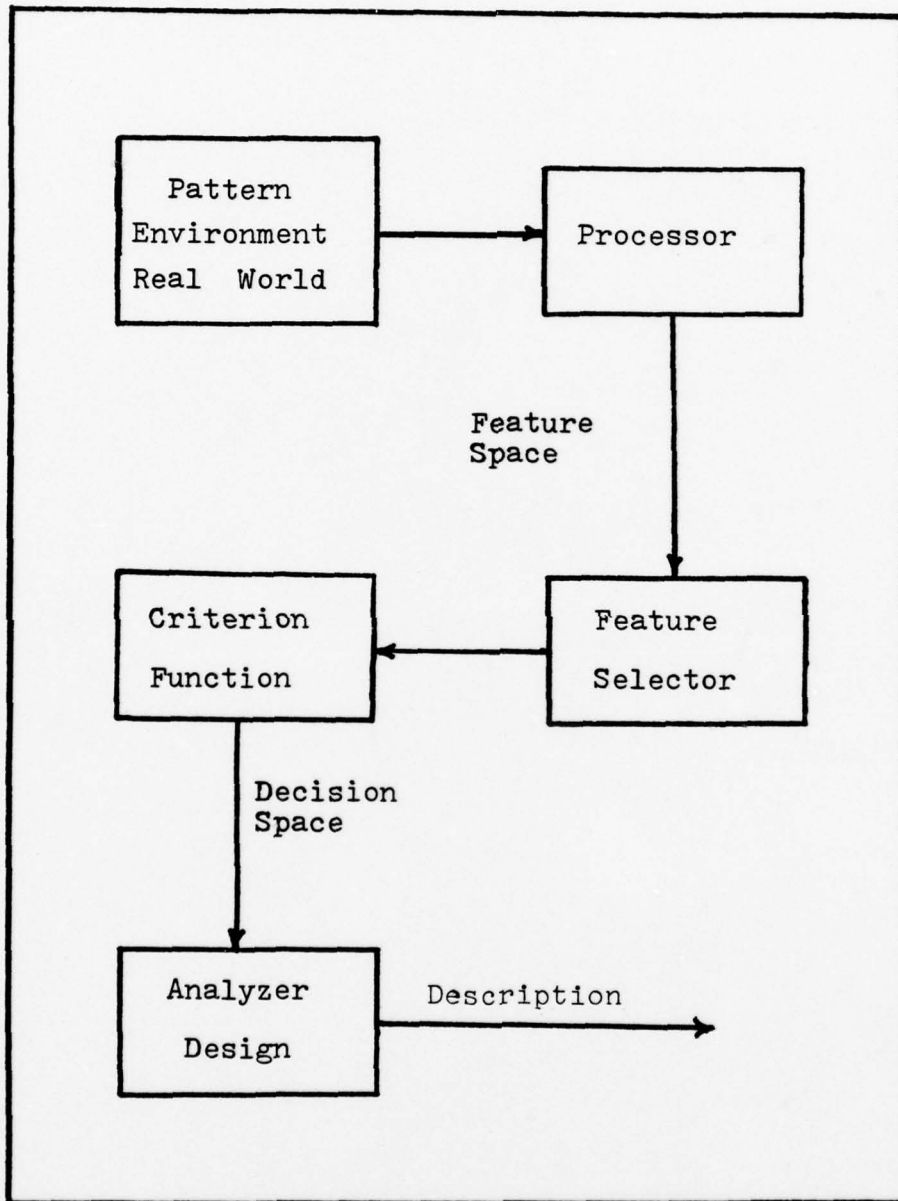 Pattern
Environment
Real World
Processor
Feature
Space
Feature
Selector
Criterion
Function
Decision
Space
Analyzer
Design
Description